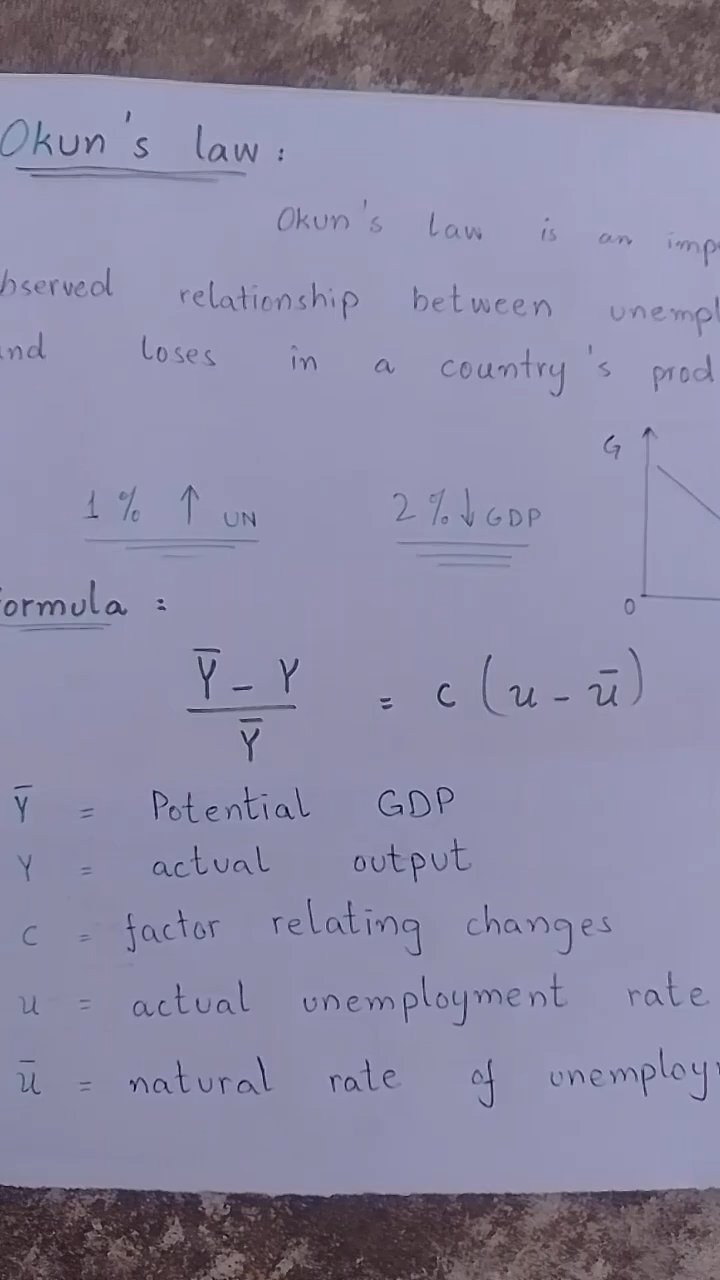 Okun's law :
Okun's law is an imp
bserved relationship between unempl
nd loses in a country's prod
G
1 % ↑ UN 2 % ↓ GDP
0
ormula :
Ȳ - Y / Ȳ = c ( u - ū )
Ȳ = Potential GDP
Y = actual output
c = factor relating changes
u = actual unemployment rate
ū = natural rate of unemploy